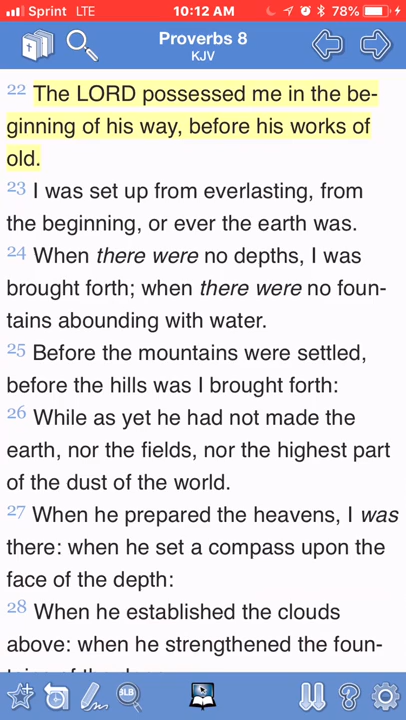 Sprint LTE 10:12 AM 78%
Proverbs 8
KJV
22 The LORD possessed me in the be-
ginning of his way, before his works of
old.
23 I was set up from everlasting, from
the beginning, or ever the earth was.
24 When there were no depths, I was
brought forth; when there were no foun-
tains abounding with water.
25 Before the mountains were settled,
before the hills was I brought forth:
26 While as yet he had not made the
earth, nor the fields, nor the highest part
of the dust of the world.
27 When he prepared the heavens, I was
there: when he set a compass upon the
face of the depth:
28 When he established the clouds
above: when he strengthened the foun-
BLB